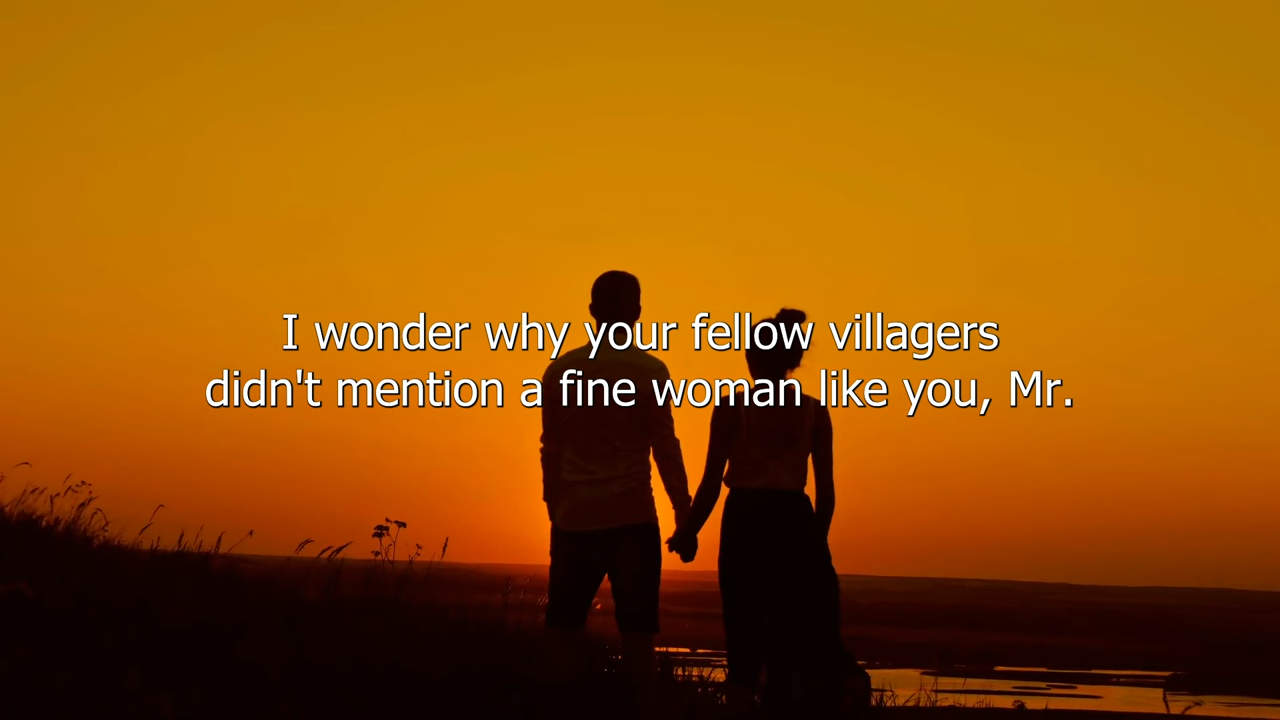 I wonder why your fellow villagers
didn't mention a fine woman like you, Mr.